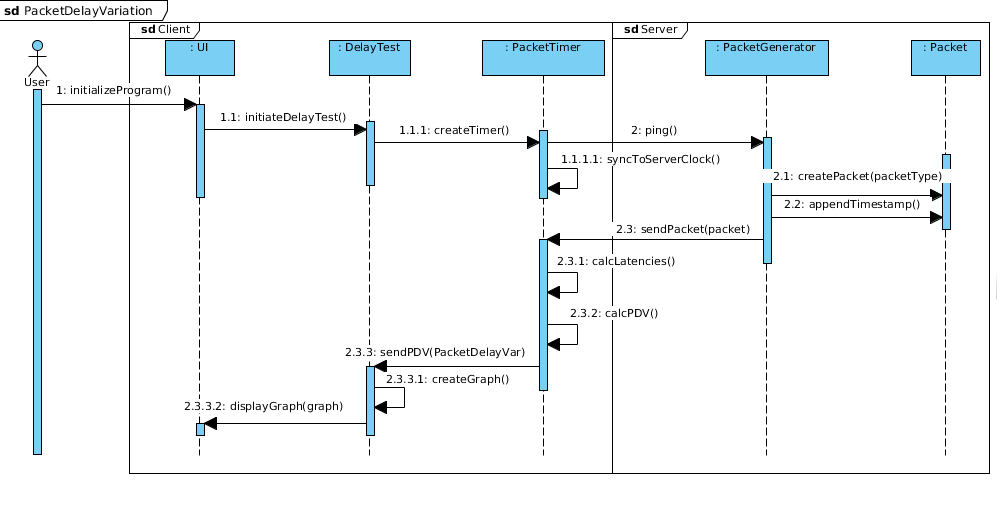 sd PacketDelayVariation
sd Client
sd Server
: UI
: DelayTest
: PacketTimer
: PacketGenerator
: Packet
User
1: initializeProgram()
1.1: initiateDelayTest()
1.1.1: createTimer()
2: ping()
1.1.1.1: syncToServerClock()
2.1: createPacket(packetType)
2.2: appendTimestamp()
2.3: sendPacket(packet)
2.3.1: calcLatencies()
2.3.2: calcPDV()
2.3.3: sendPDV(PacketDelayVar)
2.3.3.1: createGraph()
2.3.3.2: displayGraph(graph)